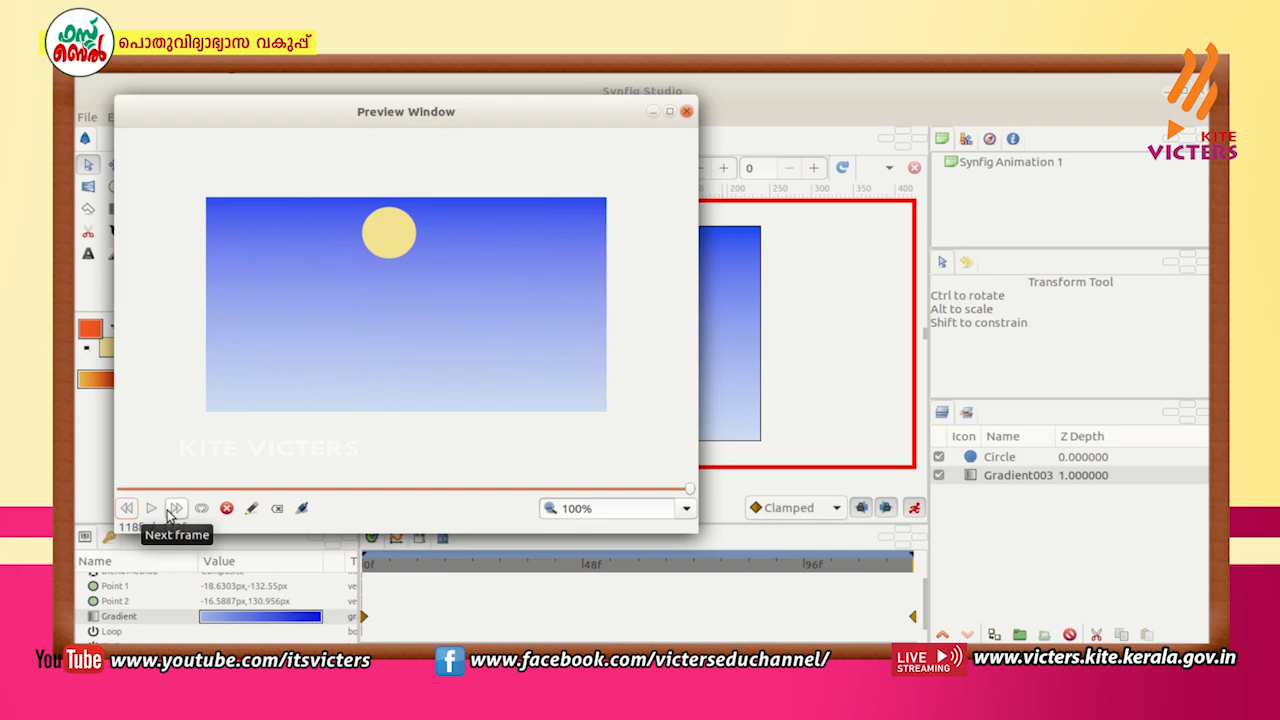 ഫസ്റ്റ് ബെൽ
പൊതുവിദ്യാഭ്യാസ വകുപ്പ്
KITE
VICTERS
Synfig Studio
File
Preview Window
0
200 250 300 350 400
Synfig Animation 1
Transform Tool
Ctrl to rotate
Alt to scale
Shift to constrain
KITE VICTERS
100%
Clamped
Next frame
Icon Name Z Depth
Circle 0.000000
Gradient003 1.000000
Name Value
0f 48f 96f
Point 1 -18.6303px,-132.55px
Point 2 -16.5887px,130.956px
Gradient
Loop
YouTube www.youtube.com/itsvicters
www.facebook.com/victerseduchannel/
LIVE STREAMING
www.victers.kite.kerala.gov.in